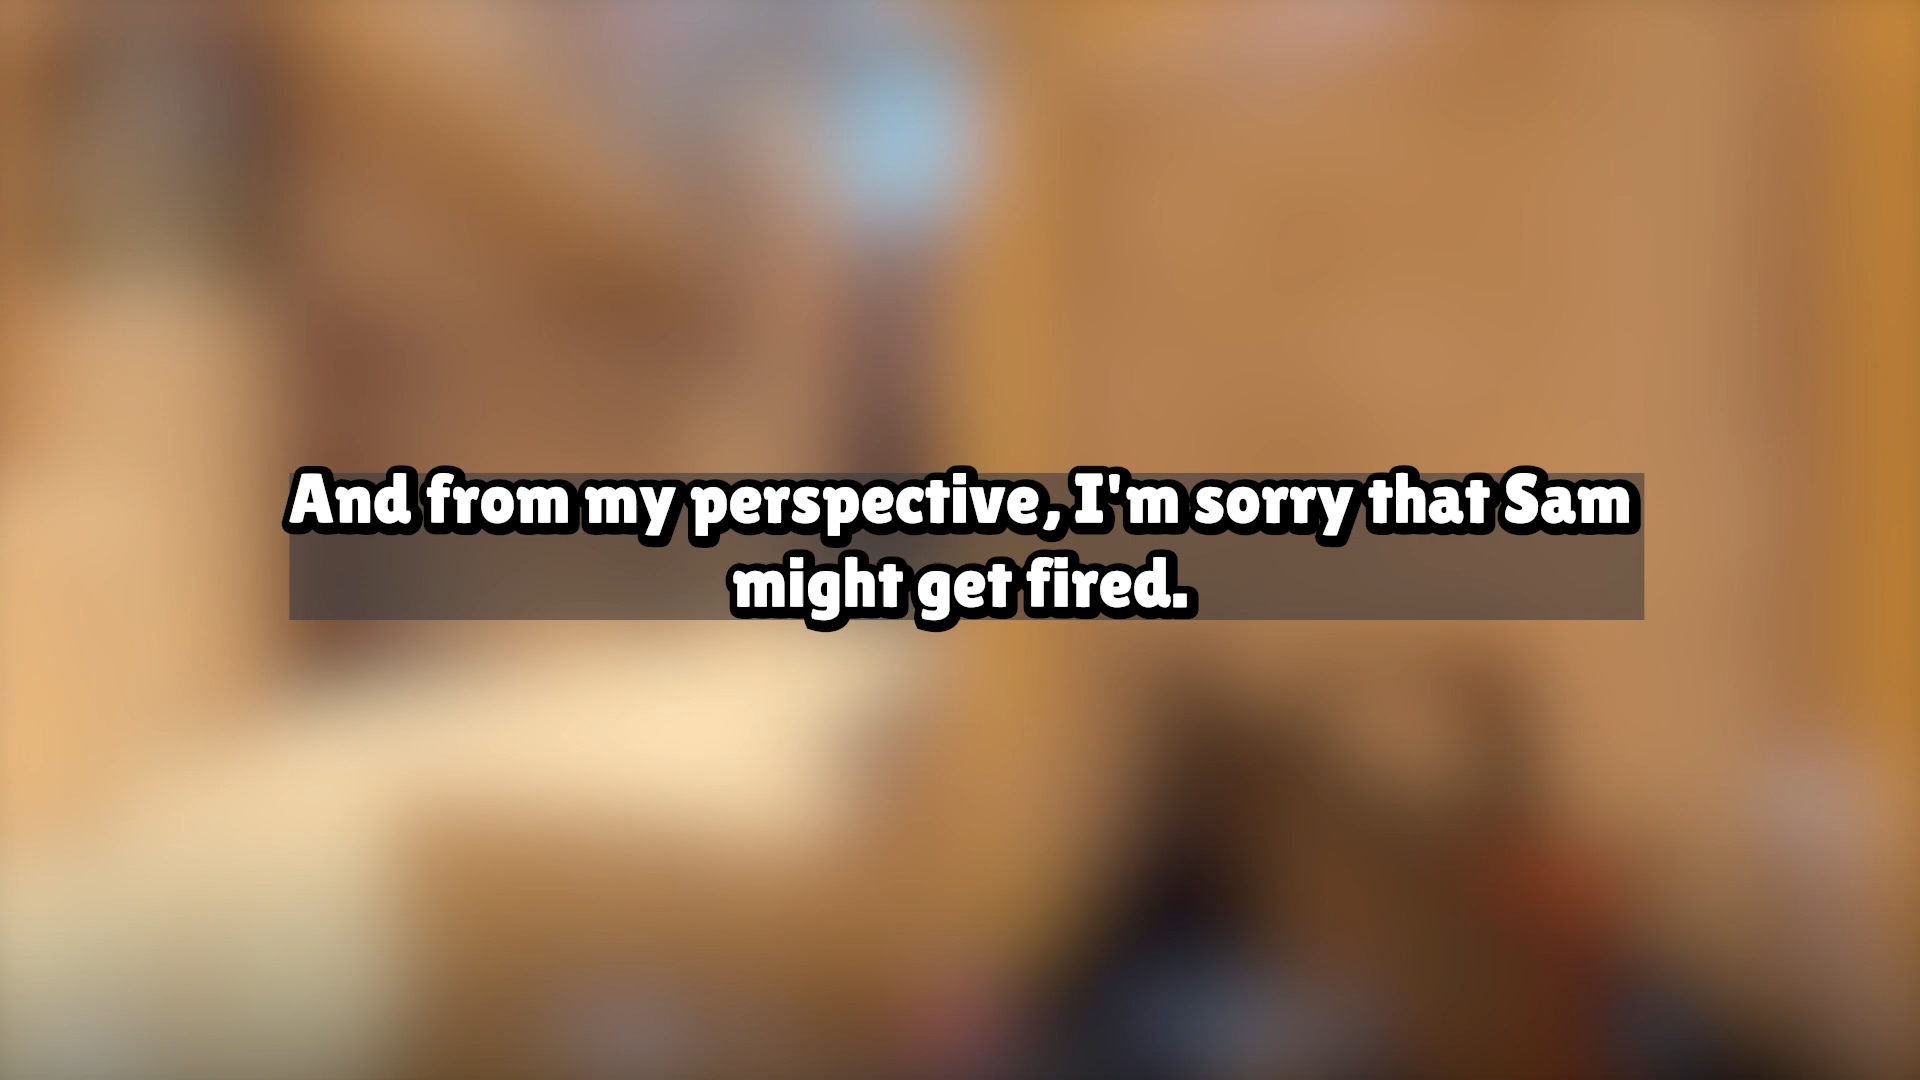 And from my perspective, I'm sorry that Sam
might get fired.